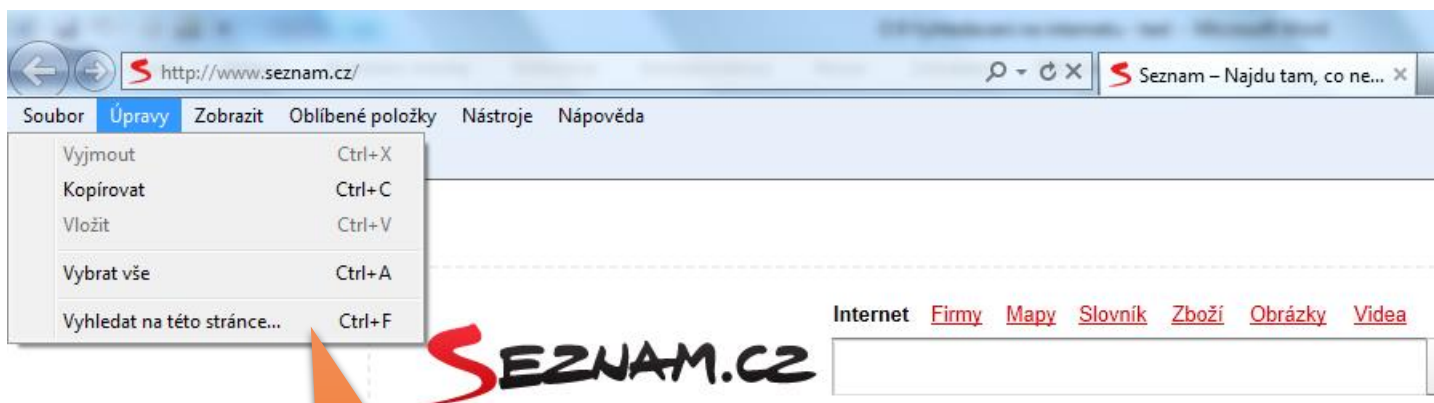 http://www.seznam.cz/
Seznam – Najdu tam, co ne...
Soubor Úpravy Zobrazit Oblíbené položky Nástroje Nápověda
Vyjmout Ctrl+X
Kopírovat Ctrl+C
Vložit Ctrl+V
Vybrat vše Ctrl+A
Vyhledat na této stránce... Ctrl+F
Internet Firmy Mapy Slovník Zboží Obrázky Videa
SEZNAM.CZ